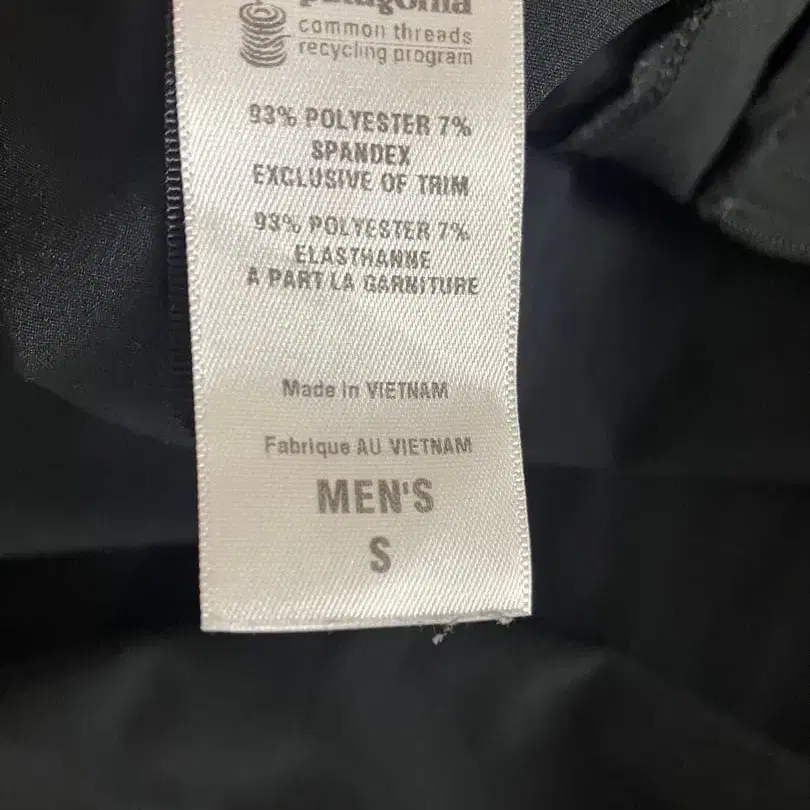 patagonia
common threads
recycling program
93% POLYESTER 7%
SPANDEX
EXCLUSIVE OF TRIM
93% POLYESTER 7%
ELASTHANNE
A PART LA GARNITURE
Made in VIETNAM
Fabrique AU VIETNAM
MEN'S
S